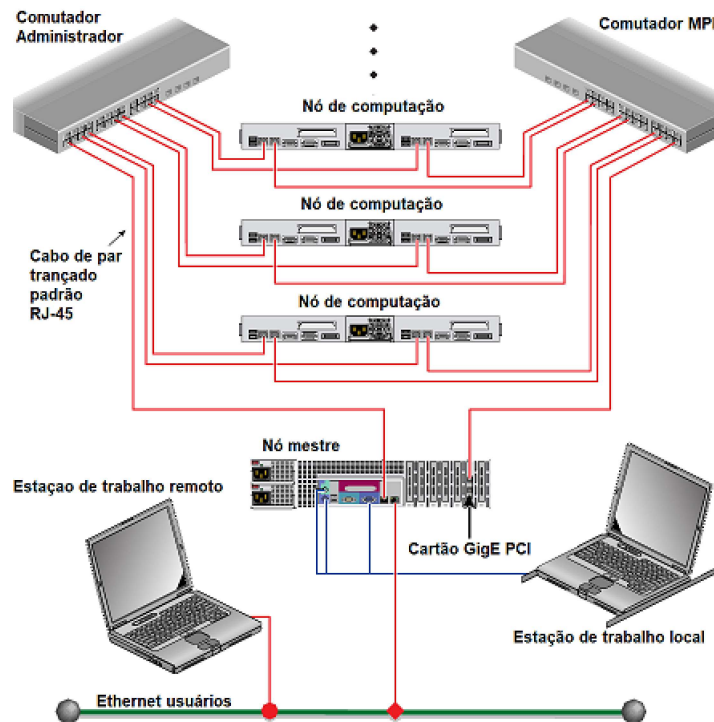 Comutador
Administrador
Comutador MPI
Nó de computação
Nó de computação
Cabo de par
trançado
padrão
RJ-45
Nó de computação
Nó mestre
Estaçao de trabalho remoto
Cartão GigE PCI
Estação de trabalho local
Ethernet usuários